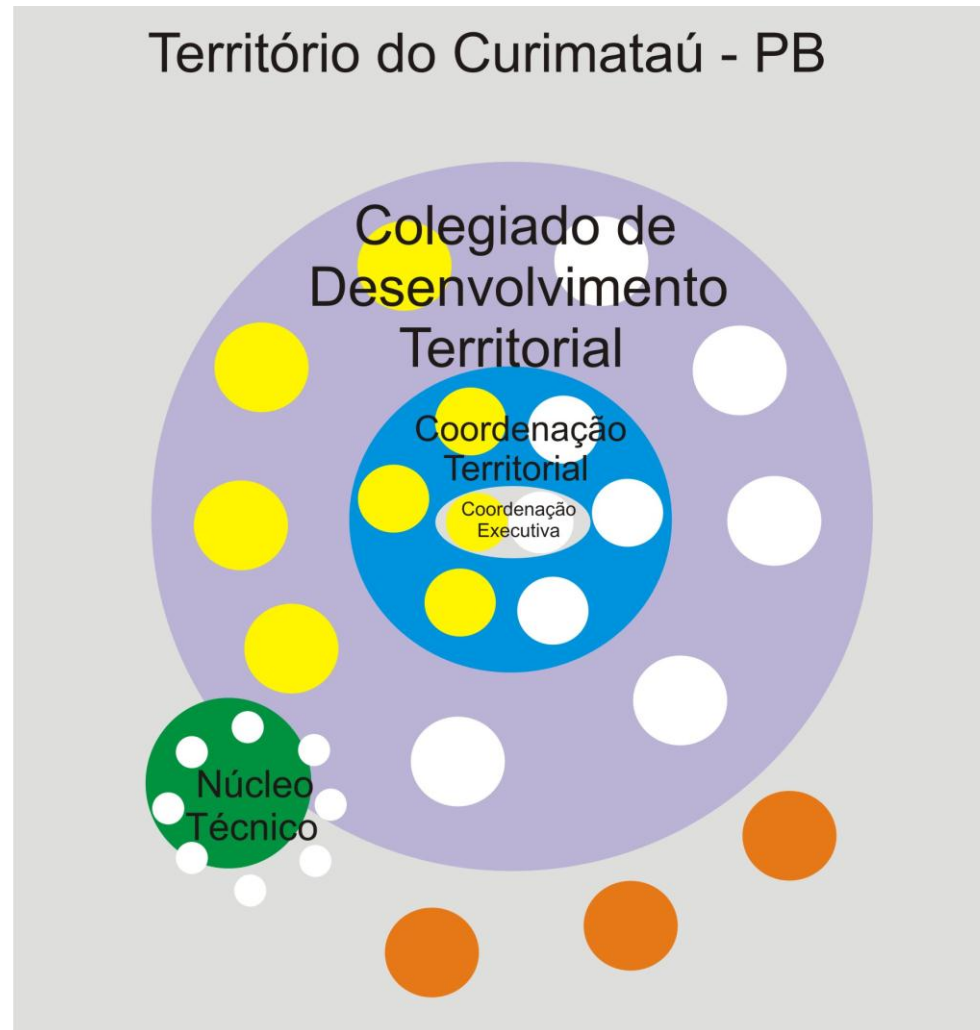 Território do Curimataú - PB
Colegiado de
Desenvolvimento
Territorial
Coordenação
Territorial
Coordenação
Executiva
Núcleo
Técnico